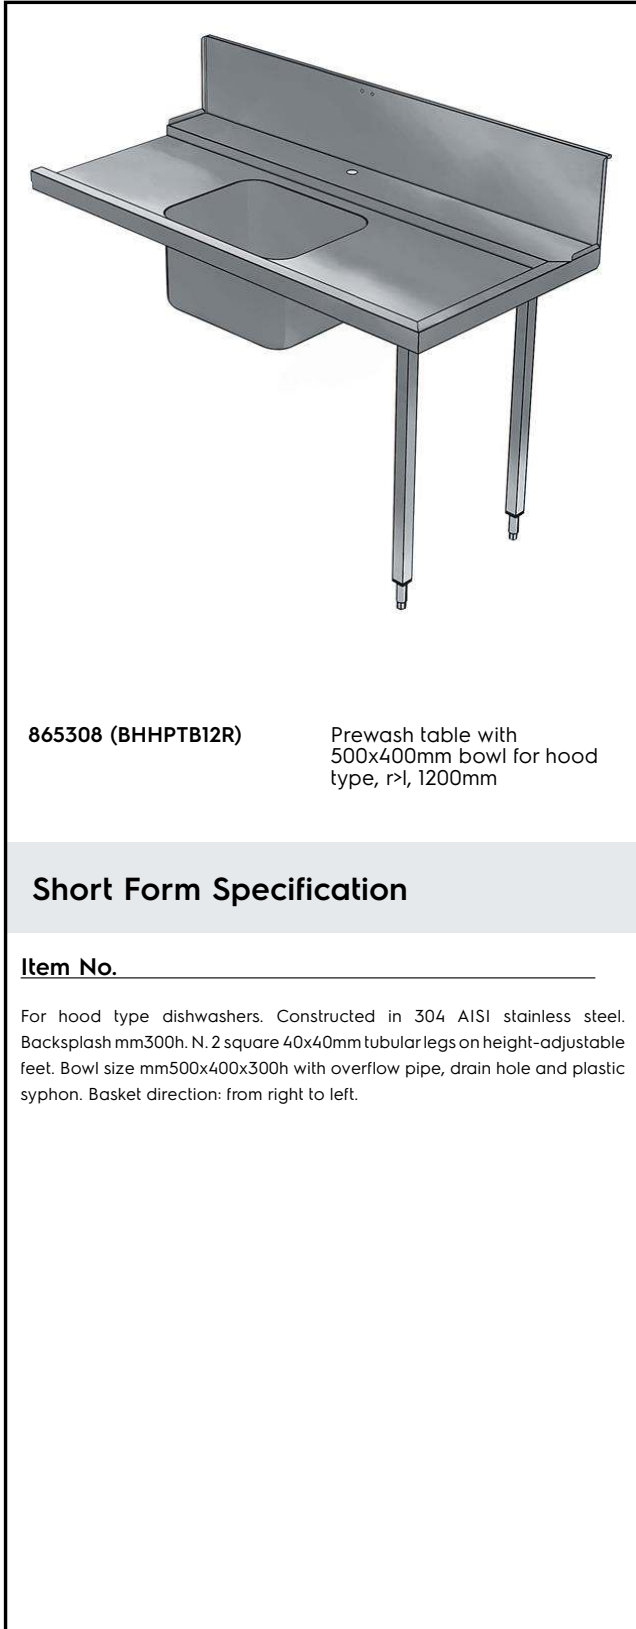 865308 (BHHPTB12R)
Prewash table with
500x400mm bowl for hood
type, r>l, 1200mm
Short Form Specification
Item No.
For hood type dishwashers. Constructed in 304 AISI stainless steel.
Backsplash mm300h. N. 2 square 40x40mm tubular legs on height-adjustable
feet. Bowl size mm500x400x300h with overflow pipe, drain hole and plastic
syphon. Basket direction: from right to left.